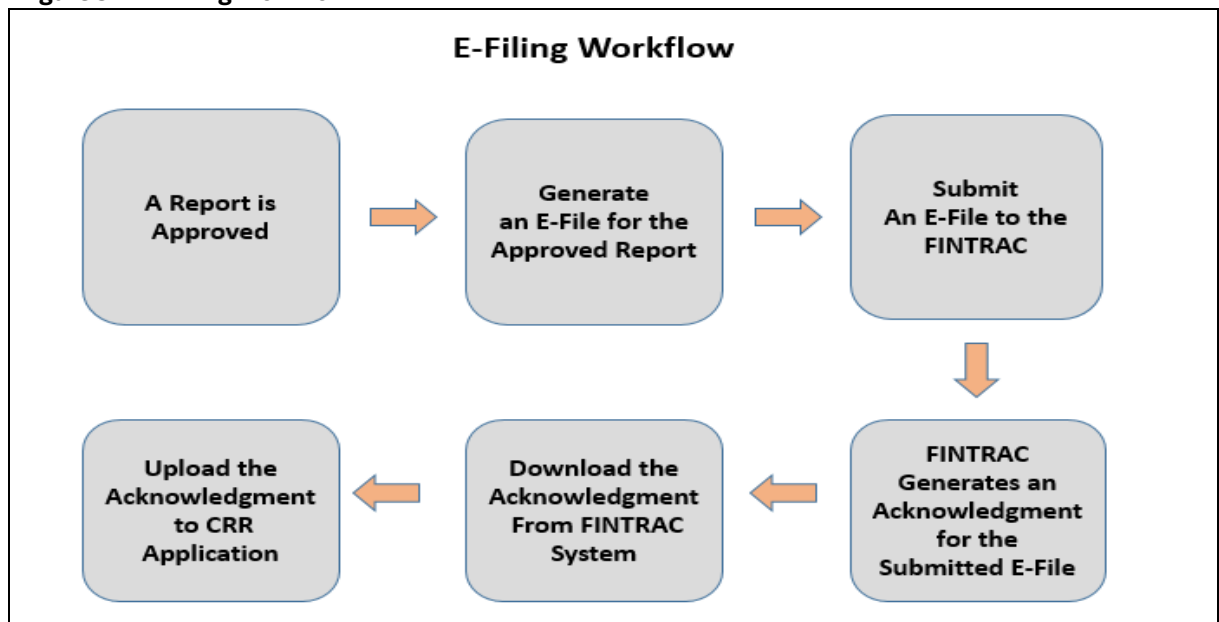 E-Filing Workflow
A Report is
Approved
Generate
an E-File for the
Approved Report
Submit
An E-File to the
FINTRAC
FINTRAC
Generates an
Acknowledgment
for the
Submitted E-File
Download the
Acknowledgment
From FINTRAC
System
Upload the
Acknowledgment
to CRR
Application